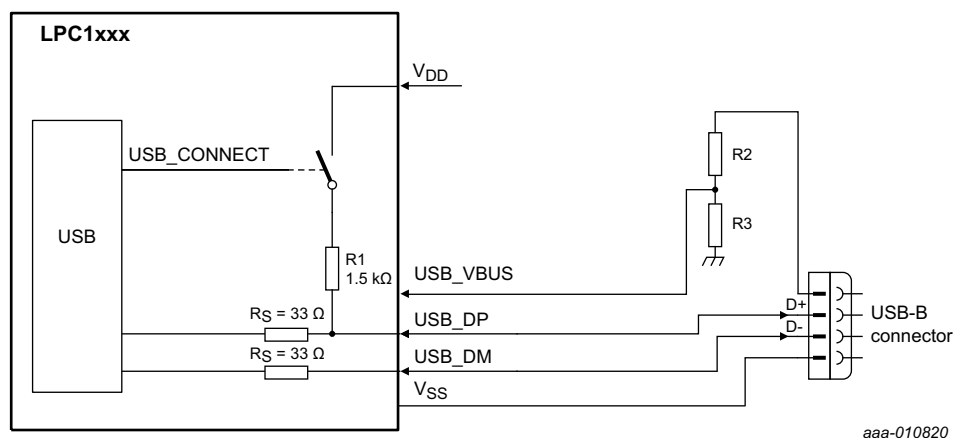 LPC1xxx
VDD
USB_CONNECT
R2
USB
R3
R1
1.5 kΩ
USB_VBUS
RS = 33 Ω
USB_DP
D+
USB-B
RS = 33 Ω
USB_DM
D-
connector
VSS
aaa-010820